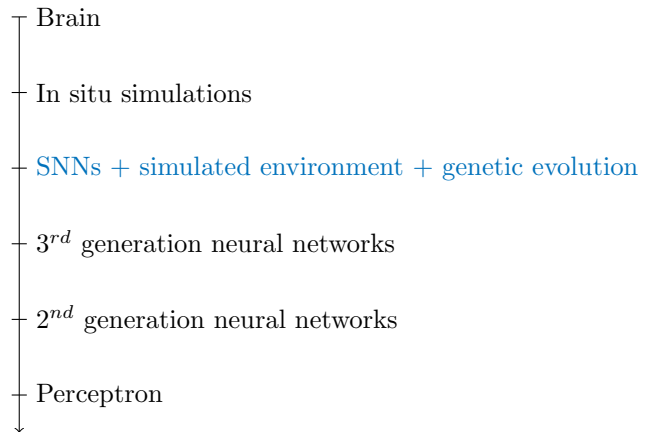 Brain
In situ simulations
SNNs + simulated environment + genetic evolution
3rd generation neural networks
2nd generation neural networks
Perceptron